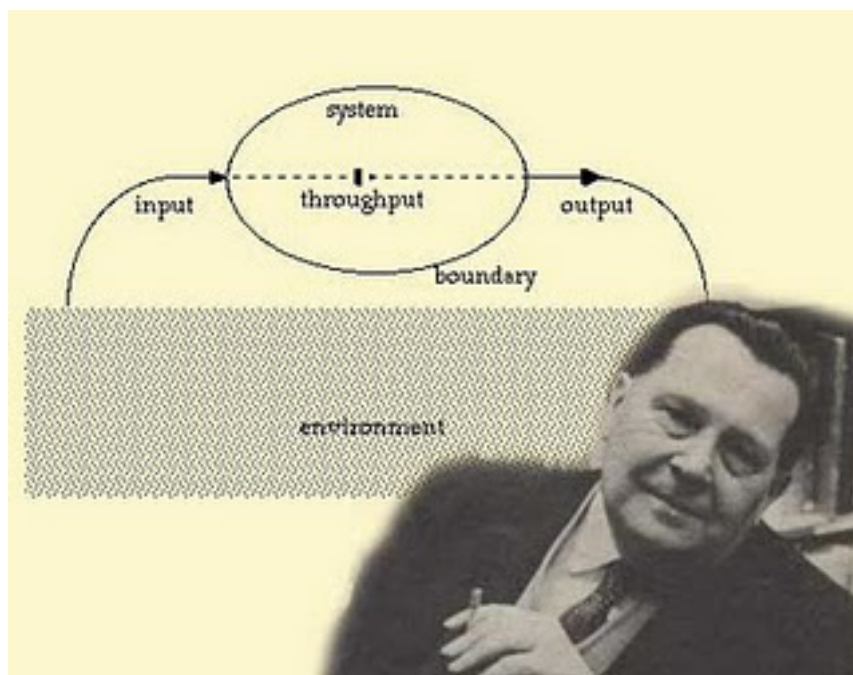 system
input
throughput
output
boundary
environment